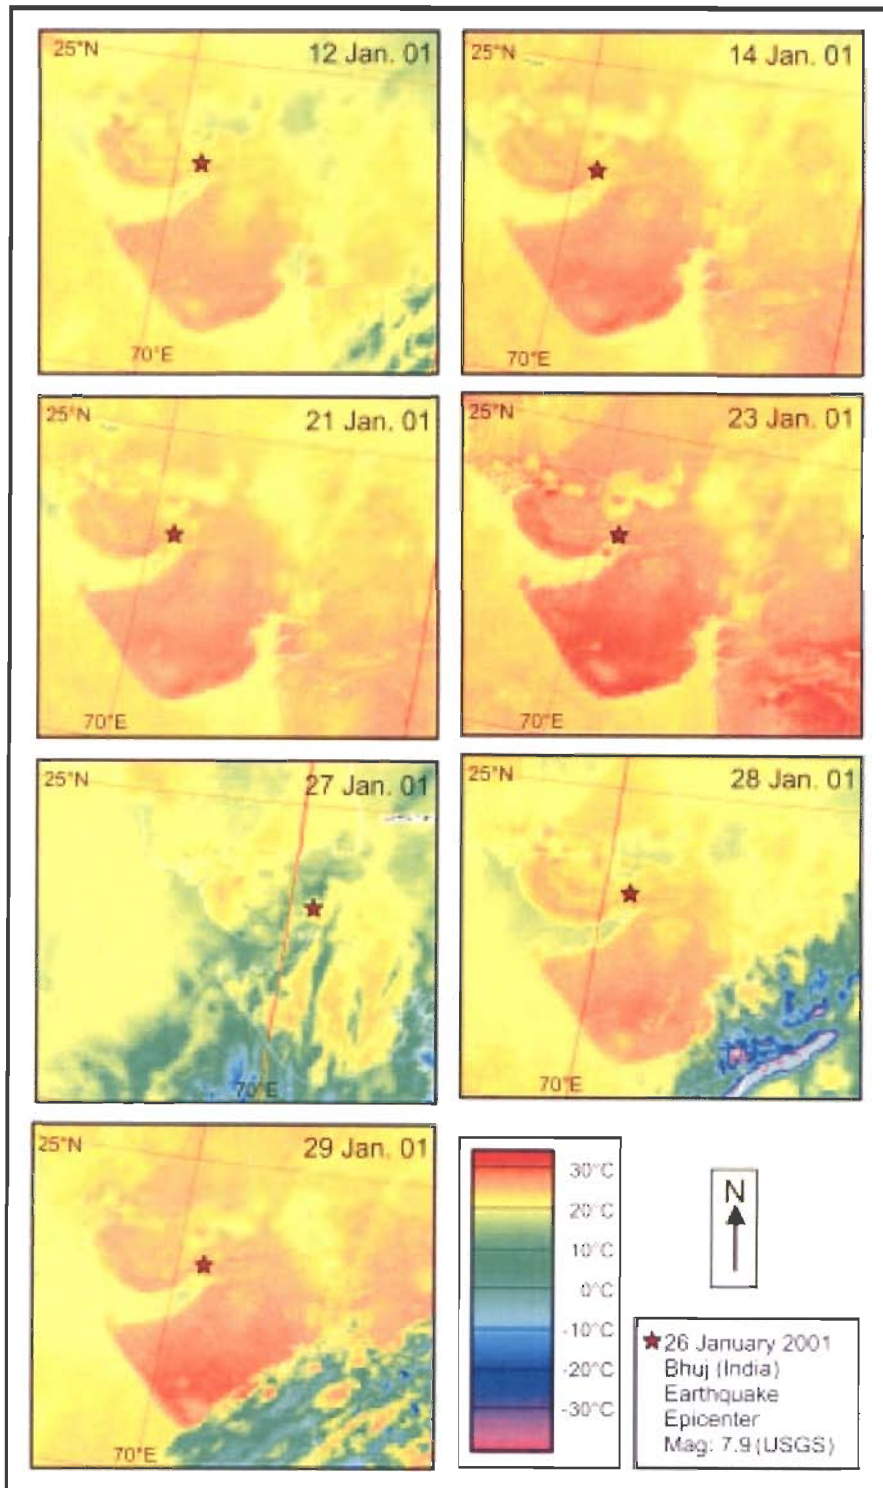 25°N 12 Jan. 01
70°E
25°N 14 Jan. 01
70°E
25°N 21 Jan. 01
70°E
25°N 23 Jan. 01
70°E
25°N 27 Jan. 01
70°E
25°N 28 Jan. 01
70°E
25°N 29 Jan. 01
70°E
30°C
20°C
10°C
0°C
-10°C
-20°C
-30°C
N
26 January 2001
Bhuj (India)
Earthquake
Epicenter
Mag: 7.9 (USGS)